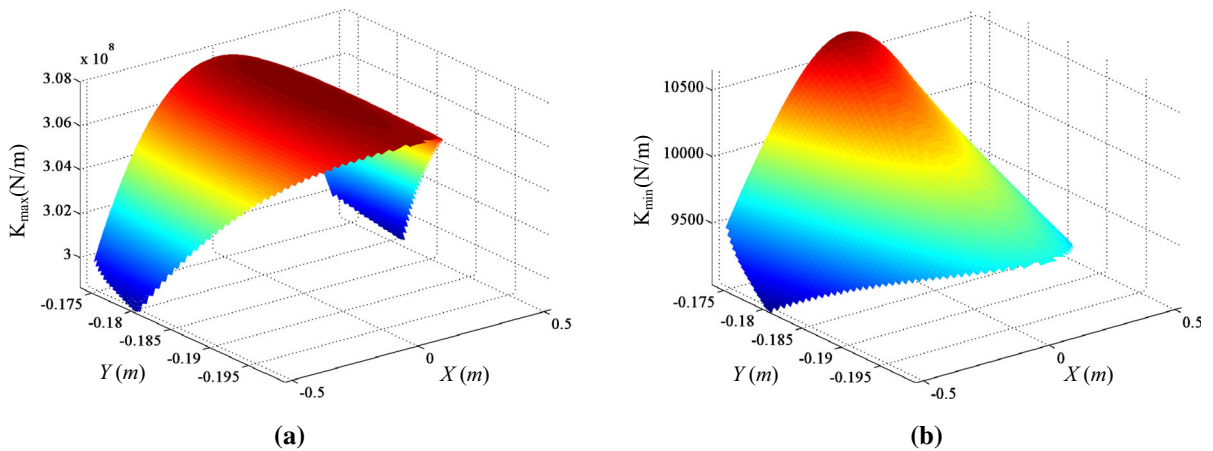 x 10^8
3.08
3.06
3.04
3.02
3
K_max(N/m)
-0.175
-0.18
-0.185
-0.19
-0.195
Y (m)
-0.5
0
0.5
X (m)
(a)
10500
10000
9500
K_min(N/m)
-0.175
-0.18
-0.185
-0.19
-0.195
Y (m)
-0.5
0
0.5
X (m)
(b)